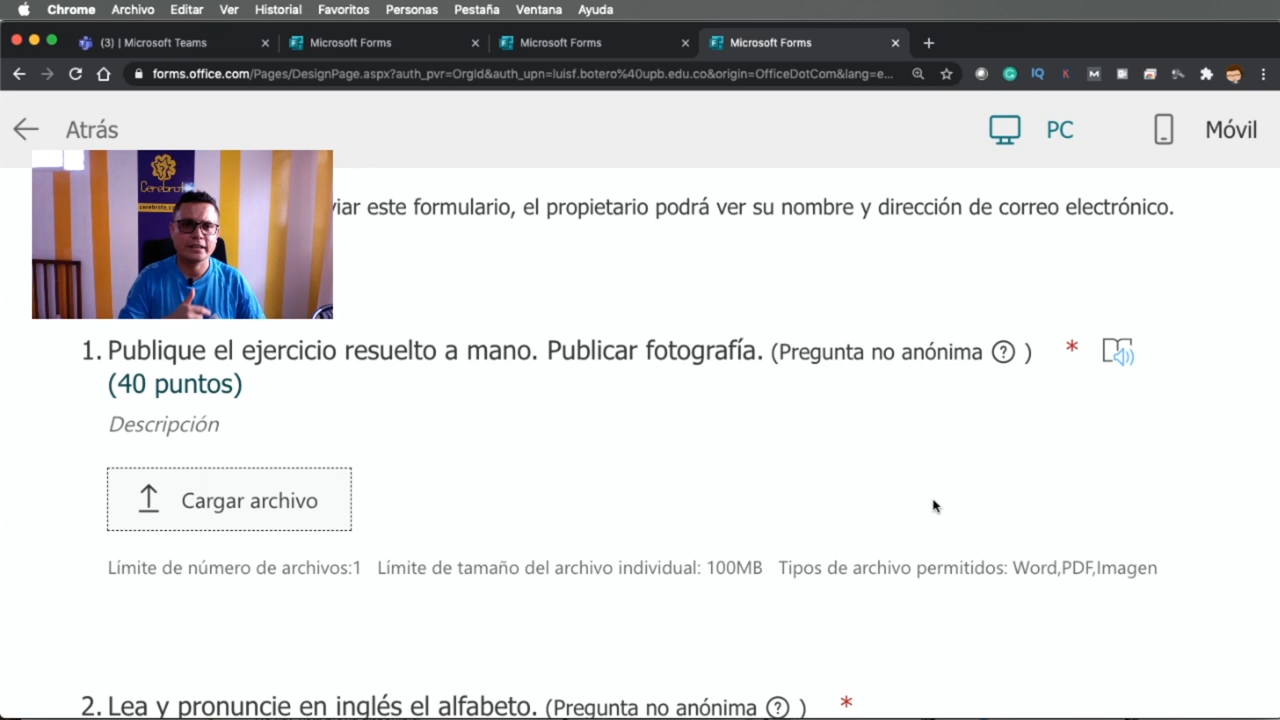 Chrome Archivo Editar Ver Historial Favoritos Personas Pestaña Ventana Ayuda
(3) | Microsoft Teams Microsoft Forms Microsoft Forms Microsoft Forms
forms.office.com/Pages/DesignPage.aspx?auth_pvr=OrgId&auth_upn=luisf.botero%40upb.edu.co&origin=OfficeDotCom&lang=e...
Atrás PC Móvil
Cerebrote
viar este formulario, el propietario podrá ver su nombre y dirección de correo electrónico.
1. Publique el ejercicio resuelto a mano. Publicar fotografía. (Pregunta no anónima ? ) *
(40 puntos)
Descripción
Cargar archivo
Límite de número de archivos:1 Límite de tamaño del archivo individual: 100MB Tipos de archivo permitidos: Word,PDF,Imagen
2. Lea y pronuncie en inglés el alfabeto. (Pregunta no anónima ? ) *